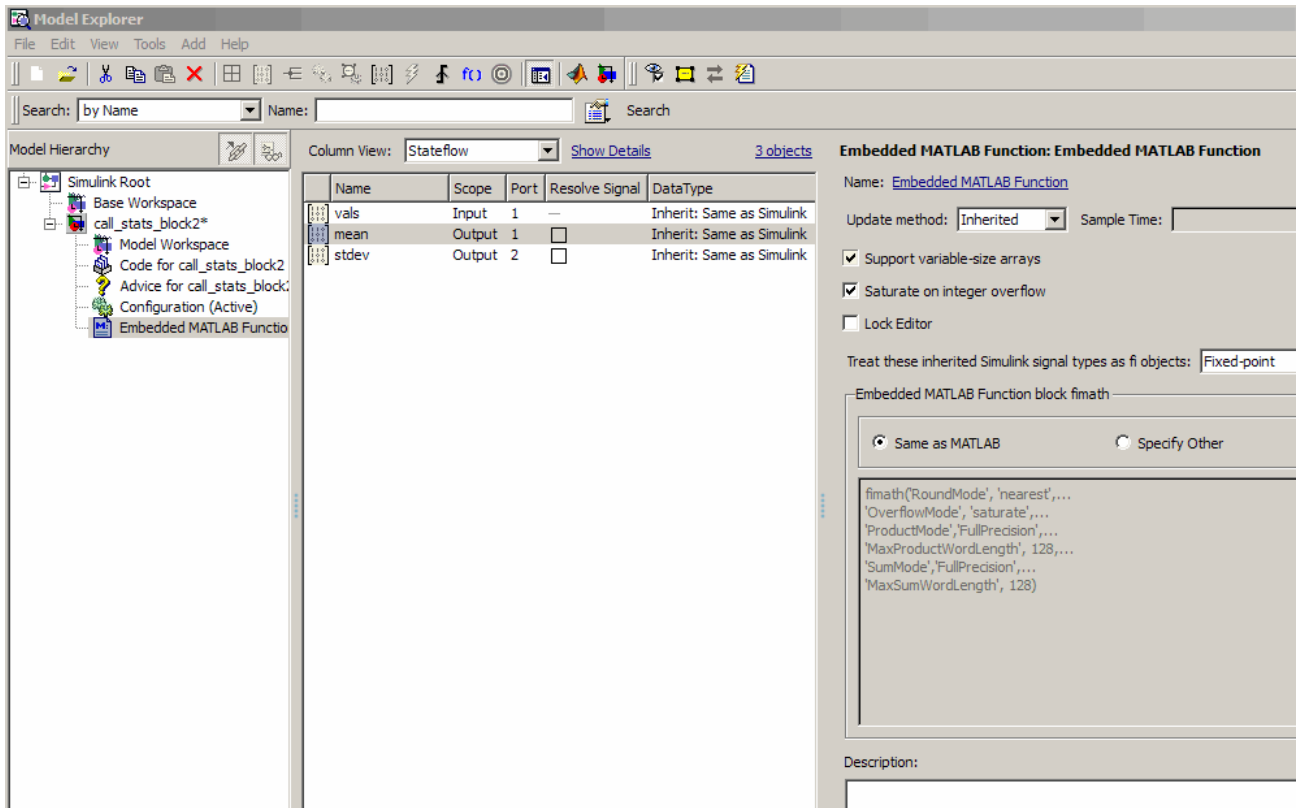 Model Explorer
File Edit View Tools Add Help
Search: by Name Name: Search
Model Hierarchy
Simulink Root
Base Workspace
call_stats_block2*
Model Workspace
Code for call_stats_block2
Advice for call_stats_block2
Configuration (Active)
Embedded MATLAB Functio
Column View: Stateflow Show Details 3 objects
Name Scope Port Resolve Signal DataType
vals Input 1 — Inherit: Same as Simulink
mean Output 1 Inherit: Same as Simulink
stdev Output 2 Inherit: Same as Simulink
Embedded MATLAB Function: Embedded MATLAB Function
Name: Embedded MATLAB Function
Update method: Inherited Sample Time:
Support variable-size arrays
Saturate on integer overflow
Lock Editor
Treat these inherited Simulink signal types as fi objects: Fixed-point
Embedded MATLAB Function block fimath
Same as MATLAB Specify Other
fimath('RoundMode', 'nearest',...
'OverflowMode', 'saturate',...
'ProductMode','FullPrecision',...
'MaxProductWordLength', 128,...
'SumMode','FullPrecision',...
'MaxSumWordLength', 128)
Description: